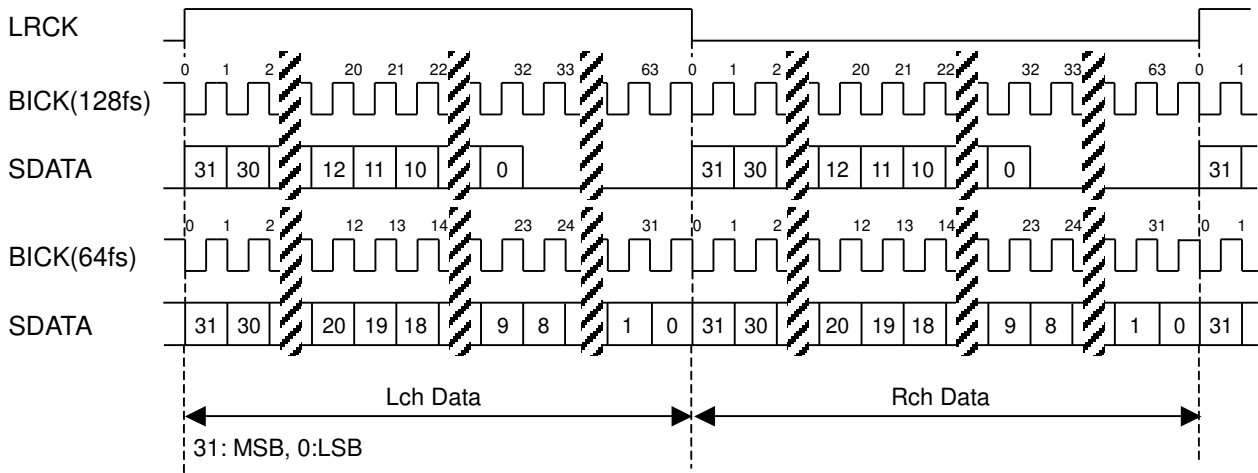 LRCK
0 1 2 20 21 22 32 33 63 0 1 2 20 21 22 32 33 63 0 1
BICK(128fs)
SDATA 31 30 12 11 10 0 31 30 12 11 10 0 31
0 1 2 12 13 14 23 24 31 0 1 2 12 13 14 23 24 31 0 1
BICK(64fs)
SDATA 31 30 20 19 18 9 8 1 0 31 30 20 19 18 9 8 1 0 31
Lch Data Rch Data
31: MSB, 0:LSB